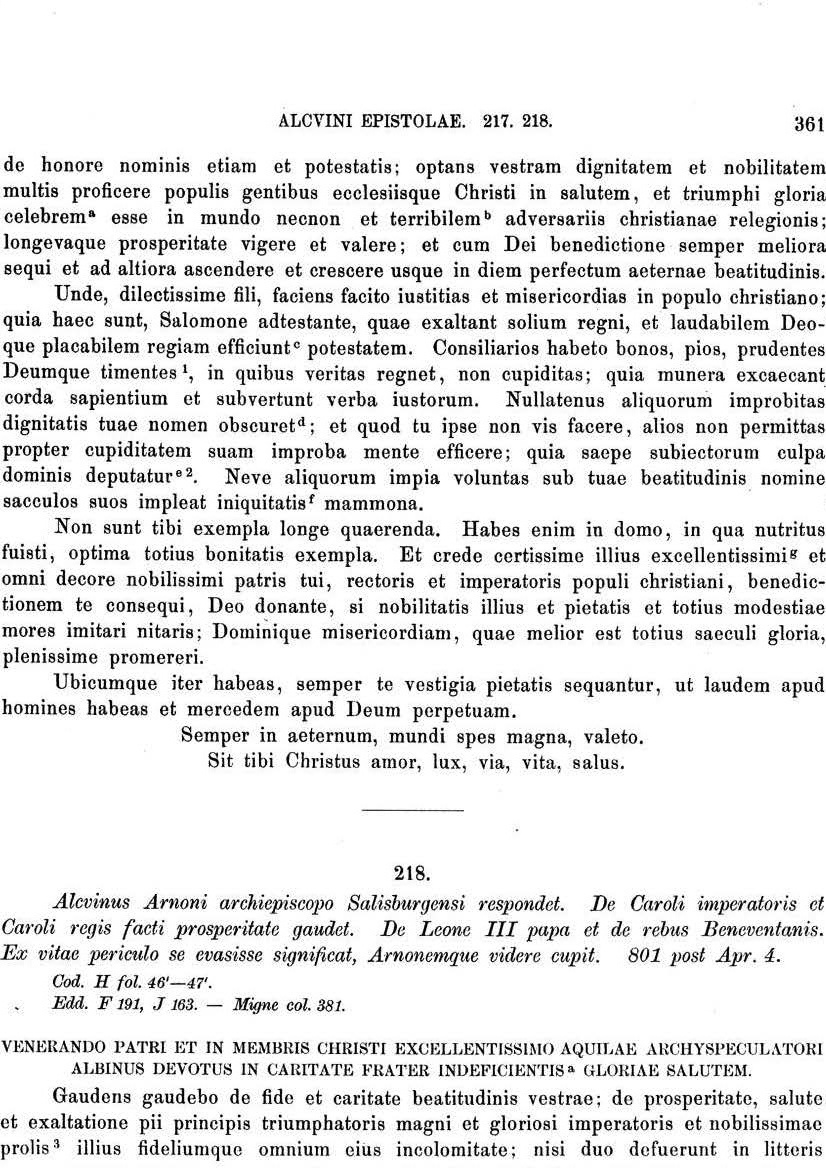 ALCVINI EPISTOLAE. 217. 218. 361
de honore nominis etiam et potestatis; optans vestram dignitatem et nobilitatem
multis proficere populis gentibus ecclesiisque Christi in salutem, et triumphi gloria
celebremᵃ esse in mundo necnon et terribilemᵇ adversariis christianae relegionis;
longevaque prosperitate vigere et valere; et cum Dei benedictione semper meliora
sequi et ad altiora ascendere et crescere usque in diem perfectum aeternae beatitudinis.
Unde, dilectissime fili, faciens facito iustitias et misericordias in populo christiano;
quia haec sunt, Salomone adtestante, quae exaltant solium regni, et laudabilem Deo-
que placabilem regiam efficiuntᶜ potestatem. Consiliarios habeto bonos, pios, prudentes
Deumque timentes¹, in quibus veritas regnet, non cupiditas; quia munera excaecant
corda sapientium et subvertunt verba iustorum. Nullatenus aliquorum improbitas
dignitatis tuae nomen obscuretᵈ; et quod tu ipse non vis facere, alios non permittas
propter cupiditatem suam improba mente efficere; quia saepe subiectorum culpa
dominis deputaturᵉ². Neve aliquorum impia voluntas sub tuae beatitudinis nomine
sacculos suos impleat iniquitatisᶠ mammona.
Non sunt tibi exempla longe quaerenda. Habes enim in domo, in qua nutritus
fuisti, optima totius bonitatis exempla. Et crede certissime illius excellentissimiᵍ et
omni decore nobilissimi patris tui, rectoris et imperatoris populi christiani, benedic-
tionem te consequi, Deo donante, si nobilitatis illius et pietatis et totius modestiae
mores imitari nitaris; Dominique misericordiam, quae melior est totius saeculi gloria,
plenissime promereri.
Ubicumque iter habeas, semper te vestigia pietatis sequantur, ut laudem apud
homines habeas et mercedem apud Deum perpetuam.
Semper in aeternum, mundi spes magna, valeto.
Sit tibi Christus amor, lux, via, vita, salus.
218.
Alcvinus Arnoni archiepiscopo Salisburgensi respondet. De Caroli imperatoris et
Caroli regis facti prosperitate gaudet. De Leone III papa et de rebus Beneventanis.
Ex vitae periculo se evasisse significat, Arnonemque videre cupit. 801 post Apr. 4.
Cod. H fol. 46'—47'.
Edd. F 191, J 163. — Migne col. 381.
VENERANDO PATRI ET IN MEMBRIS CHRISTI EXCELLENTISSIMO AQUILAE ARCHYSPECULATORI
ALBINUS DEVOTUS IN CARITATE FRATER INDEFICIENTISᵃ GLORIAE SALUTEM.
Gaudens gaudebo de fide et caritate beatitudinis vestrae; de prosperitate, salute
et exaltatione pii principis triumphatoris magni et gloriosi imperatoris et nobilissimae
prolis³ illius fideliumque omnium eius incolomitate; nisi duo defuerunt in litteris